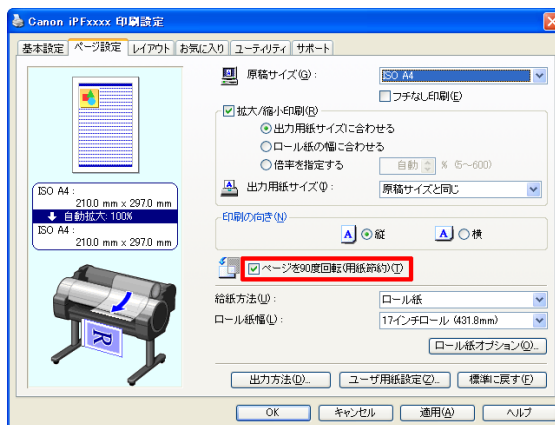 Canon iPFxxxx 印刷設定
基本設定 ページ設定 レイアウト お気に入り ユーティリティ サポート
原稿サイズ(G): ISO A4
フチなし印刷(E)
拡大/縮小印刷(R)
出力用紙サイズに合わせる
ロール紙の幅に合わせる
倍率を指定する 自動 % (5~600)
出力用紙サイズ(I): 原稿サイズと同じ
ISO A4 :
210.0 mm x 297.0 mm
自動拡大: 100%
ISO A4 :
210.0 mm x 297.0 mm
印刷の向き(N)
A 縦 A 横
ページを90度回転(用紙節約)(T)
給紙方法(U): ロール紙
ロール紙幅(L): 17インチロール (431.8mm)
ロール紙オプション(O)...
R
出力方法(D)... ユーザ用紙設定(Z)... 標準に戻す(F)
OK キャンセル 適用(A) ヘルプ